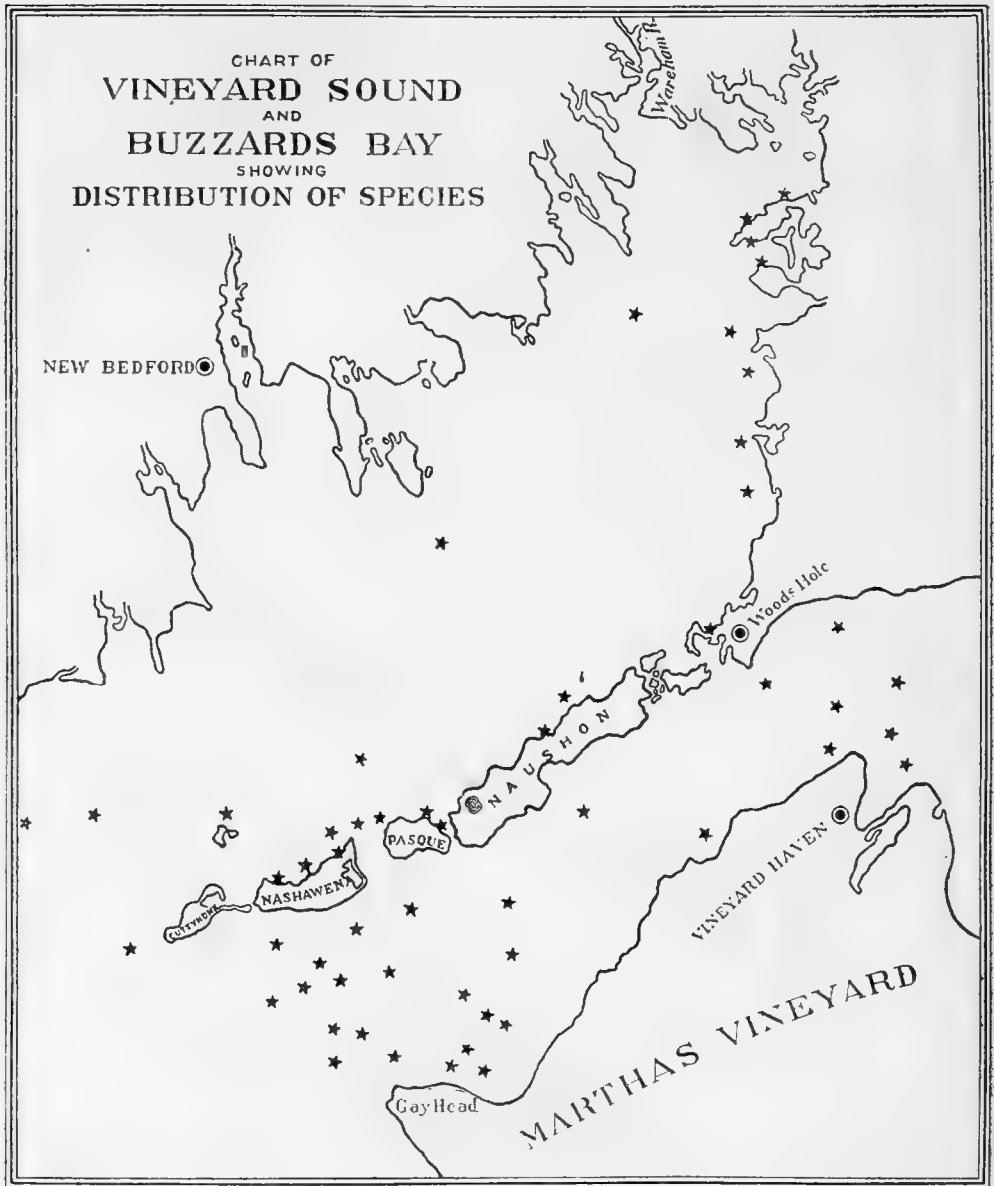 CHART OF
VINEYARD SOUND
AND
BUZZARDS BAY
SHOWING
DISTRIBUTION OF SPECIES
Wareham R.
NEW BEDFORD
Woods Hole
NAUSHON
PASQUE
NASHAWENA
CUTTYHUNK
VINEYARD HAVEN
MARTHAS VINEYARD
Gay Head